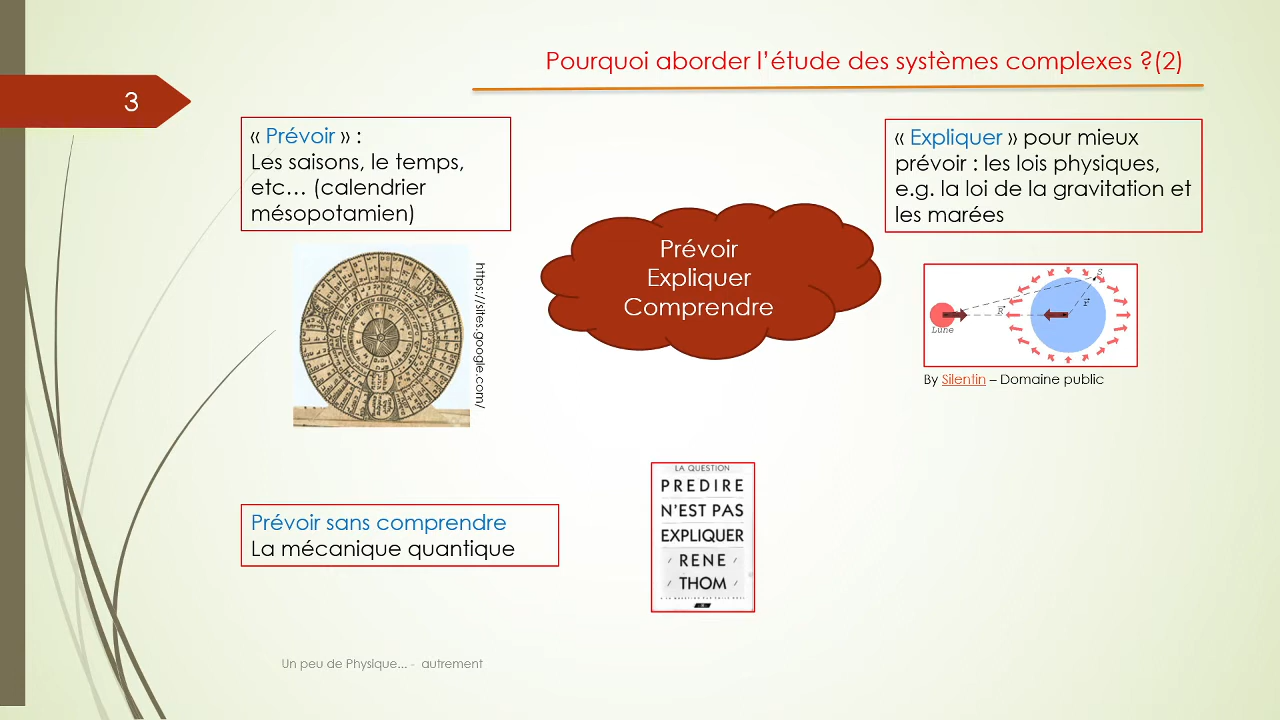 Pourquoi aborder l'étude des systèmes complexes ?(2)
3
« Prévoir » :
Les saisons, le temps,
etc… (calendrier
mésopotamien)
https://sites.google.com/
Prévoir
Expliquer
Comprendre
« Expliquer » pour mieux
prévoir : les lois physiques,
e.g. la loi de la gravitation et
les marées
S
r
R
Lune
By Silentin – Domaine public
LA QUESTION
PREDIRE
N'EST PAS
EXPLIQUER
RENE
THOM
Prévoir sans comprendre
La mécanique quantique
Un peu de Physique... - autrement